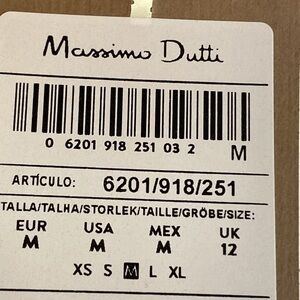 Massimo Dutti
0 6201 918 251 03 2 M
ARTÍCULO: 6201/918/251
TALLA/TALHA/STORLEK/TAILLE/GRÖBE/SIZE:
EUR USA MEX UK
M M M 12
XS S M L XL